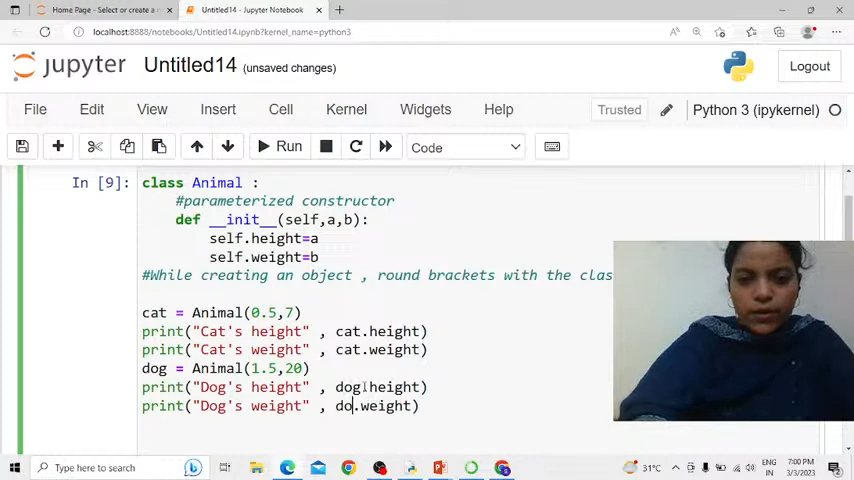 Home Page - Select or create a n
Untitled14 - Jupyter Notebook
localhost:8888/notebooks/Untitled14.ipynb?kernel_name=python3
jupyter Untitled14 (unsaved changes)
Logout
File Edit View Insert Cell Kernel Widgets Help
Trusted
Python 3 (ipykernel)
Run
Code
In [9]: class Animal :
#parameterized constructor
def __init__(self,a,b):
self.height=a
self.weight=b
#While creating an object , round brackets with the clas
cat = Animal(0.5,7)
print("Cat's height" , cat.height)
print("Cat's weight" , cat.weight)
dog = Animal(1.5,20)
print("Dog's height" , dog.height)
print("Dog's weight" , do.weight)
Type here to search
31°C
ENG
IN
7:00 PM
3/3/2023
2